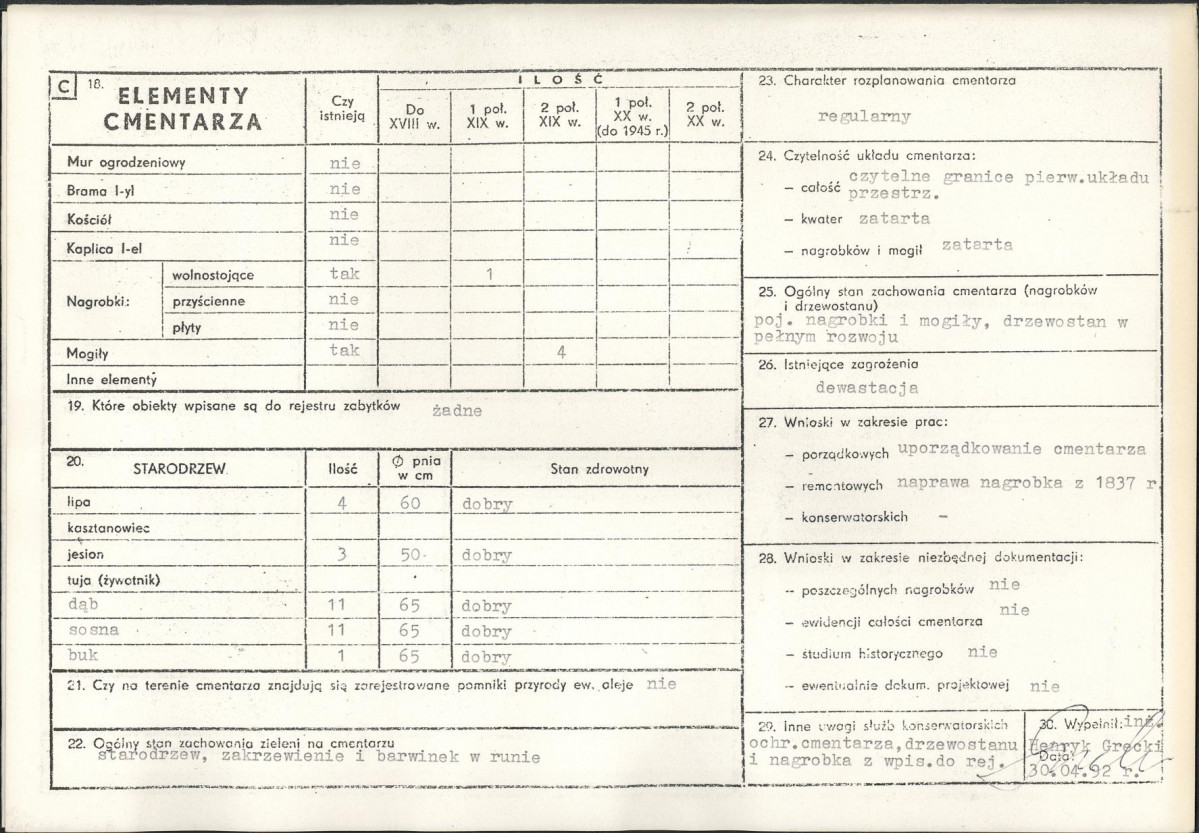 C 18. ELEMENTY CMENTARZA
Czy istnieją
ILOŚĆ
Do XVIII w.
1 poł. XIX w.
2 poł. XIX w.
1 poł. XX w. (do 1945 r.)
2 poł. XX w.
Mur ogrodzeniowy nie
Brama I-yl nie
Kościół nie
Kaplica I-el nie
Nagrobki:
wolnostojące tak 1
przyścienne nie
płyty nie
Mogiły tak 4
Inne elementy
19. Które obiekty wpisane są do rejestru zabytków żadne
20. STARODRZEW Ilość Ø pnia w cm Stan zdrowotny
lipa 4 60 dobry
kasztanowiec
jesion 3 50 dobry
tuja (żywotnik)
dąb 11 65 dobry
sosna 11 65 dobry
buk 1 65 dobry
21. Czy na terenie cmentarza znajdują się zarejestrowane pomniki przyrody ew. aleje nie
22. Ogólny stan zachowania zieleni na cmentarzu
starodrzew, zakrzewienie i barwinek w runie
23. Charakter rozplanowania cmentarza
regularny
24. Czytelność układu cmentarza:
– całość czytelne granice pierw.układu
przestrz.
– kwater zatarta
– nagrobków i mogił zatarta
25. Ogólny stan zachowania cmentarza (nagrobków
i drzewostanu)
poj. nagrobki i mogiły, drzewostan w
pełnym rozwoju
26. Istniejące zagrożenia
dewastacja
27. Wnioski w zakresie prac:
– porządkowych uporządkowanie cmentarza
– remontowych naprawa nagrobka z 1837 r.
– konserwatorskich –
28. Wnioski w zakresie niezbędnej dokumentacji:
– poszczególnych nagrobków nie
– ewidencji całości cmentarza nie
– studium historycznego nie
– ewentualnie dokum. projektowej nie
29. Inne uwagi służb konserwatorskich
ochr.cmentarza,drzewostanu
i nagrobka z wpis.do rej.
30. Wypełnił: inż.
Henryk Grecki
Data:
30.04.92 r.